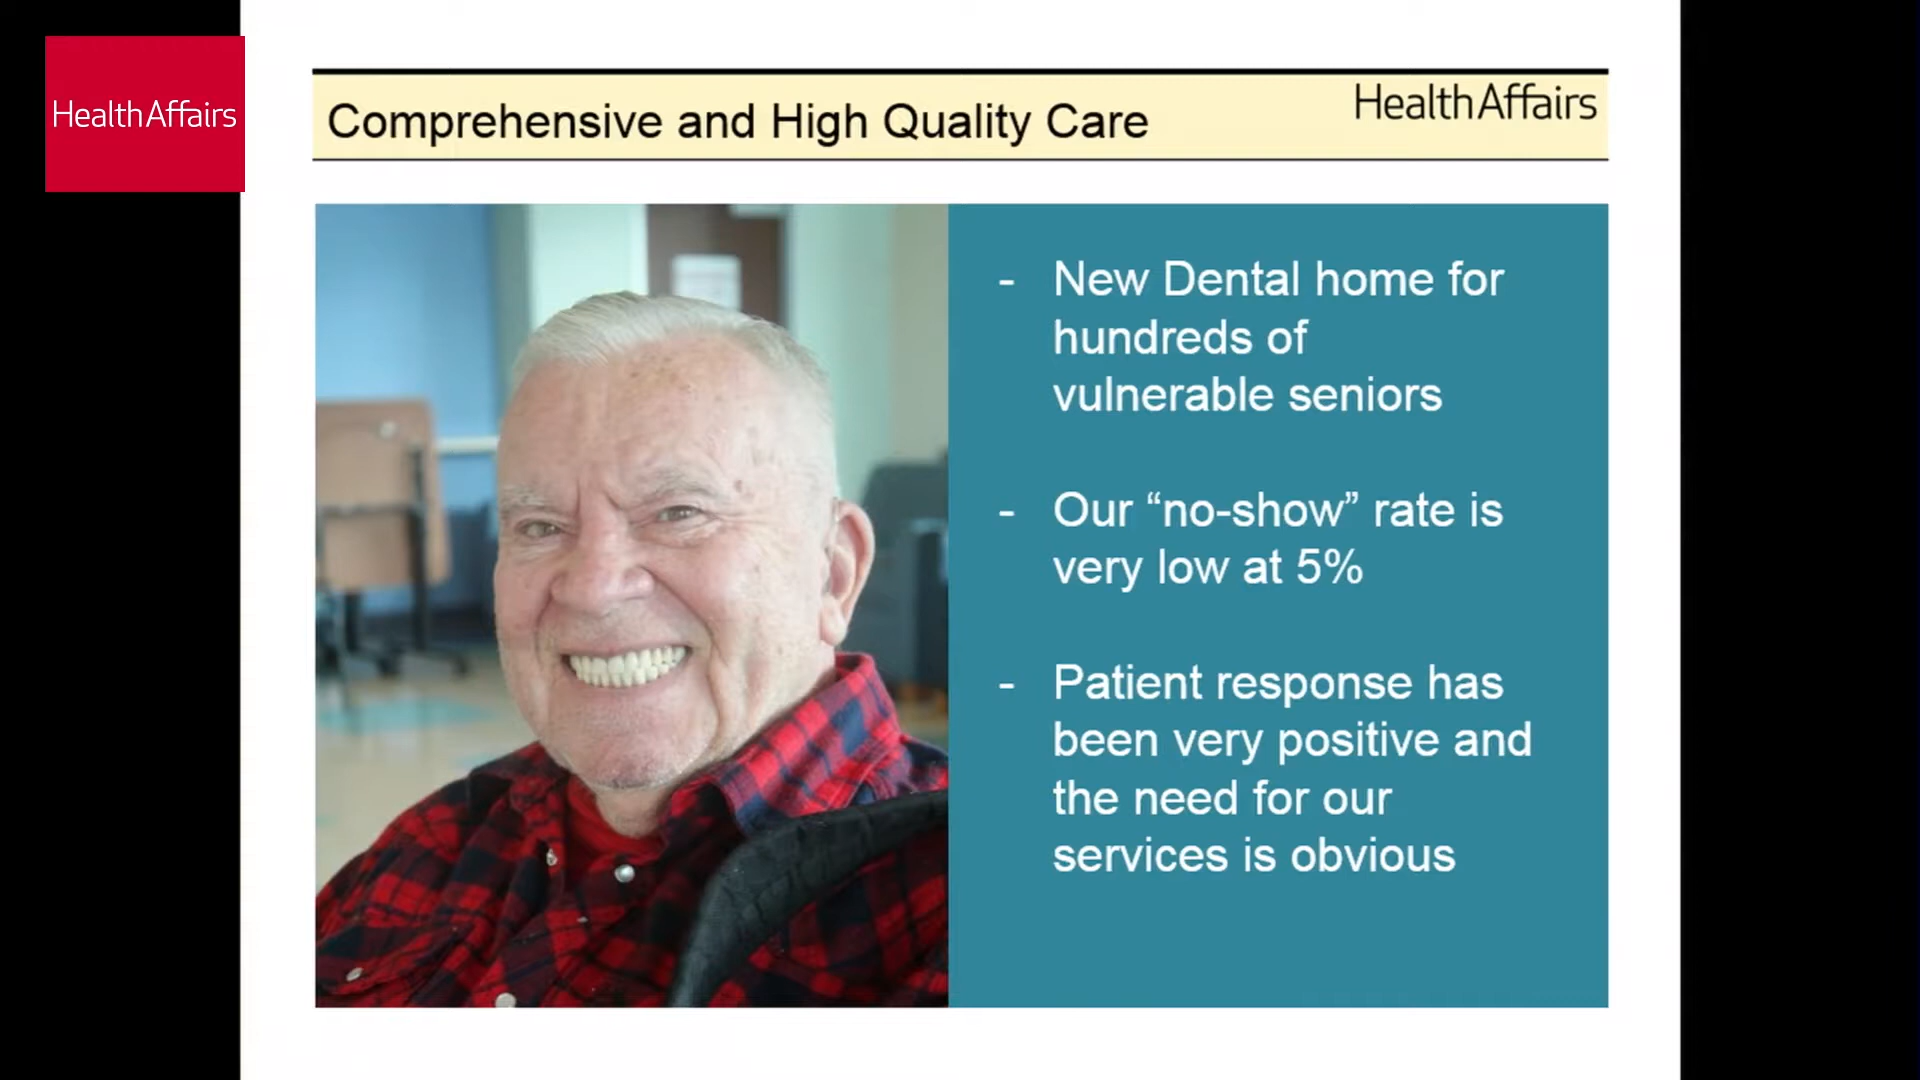 HealthAffairs
Comprehensive and High Quality Care
HealthAffairs
- New Dental home for
hundreds of
vulnerable seniors
- Our “no-show” rate is
very low at 5%
- Patient response has
been very positive and
the need for our
services is obvious